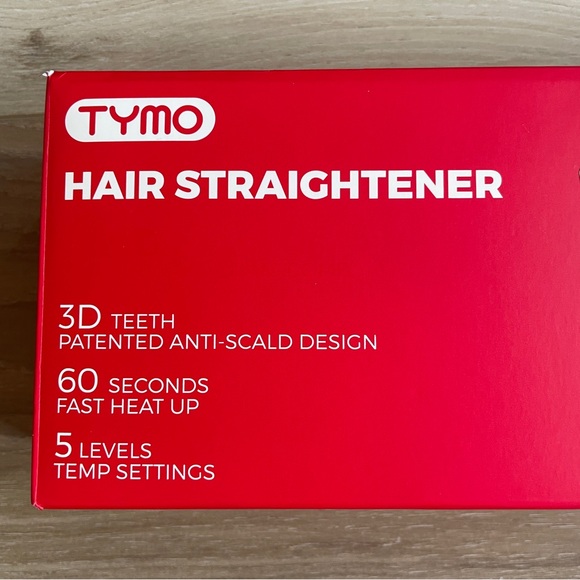 TYMO
HAIR STRAIGHTENER
3D TEETH
PATENTED ANTI-SCALD DESIGN
60 SECONDS
FAST HEAT UP
5 LEVELS
TEMP SETTINGS